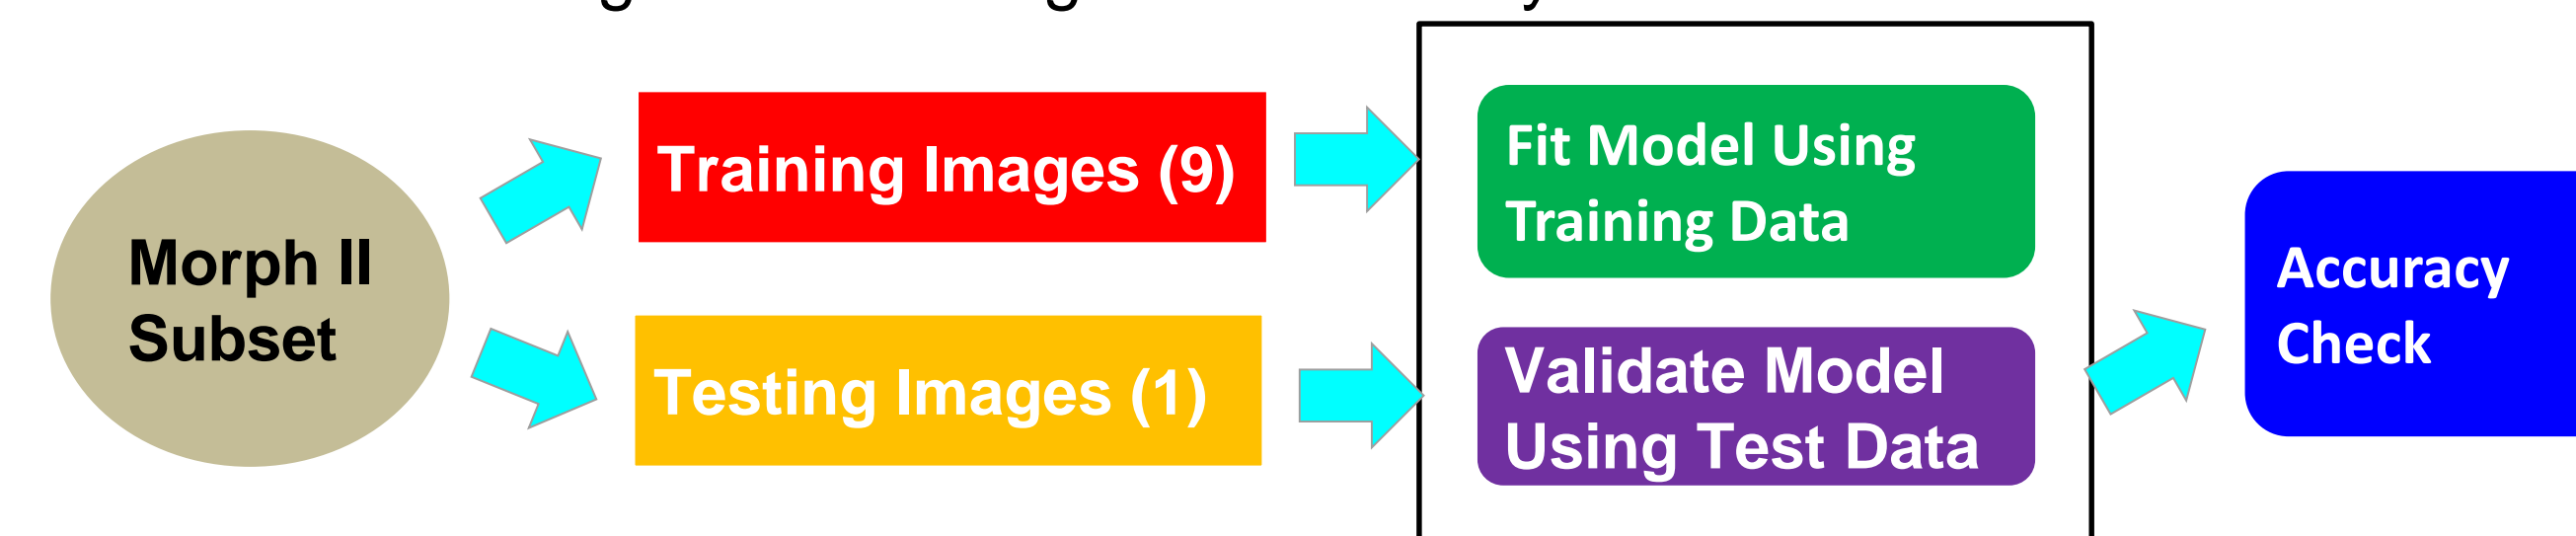 Morph II
Subset
Training Images (9)
Testing Images (1)
Fit Model Using
Training Data
Validate Model
Using Test Data
Accuracy
Check